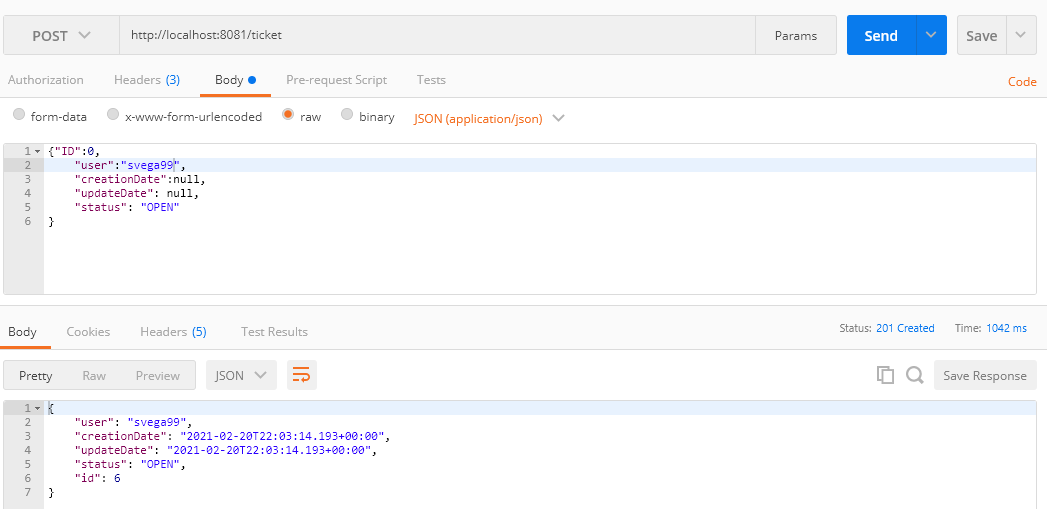 POST http://localhost:8081/ticket Params Send Save
Authorization Headers (3) Body Pre-request Script Tests Code
form-data x-www-form-urlencoded raw binary JSON (application/json)
1 {"ID":0,
2 "user":"svega99",
3 "creationDate":null,
4 "updateDate": null,
5 "status": "OPEN"
6 }
Body Cookies Headers (5) Test Results Status: 201 Created Time: 1042 ms
Pretty Raw Preview JSON Save Response
1 {
2 "user": "svega99",
3 "creationDate": "2021-02-20T22:03:14.193+00:00",
4 "updateDate": "2021-02-20T22:03:14.193+00:00",
5 "status": "OPEN",
6 "id": 6
7 }